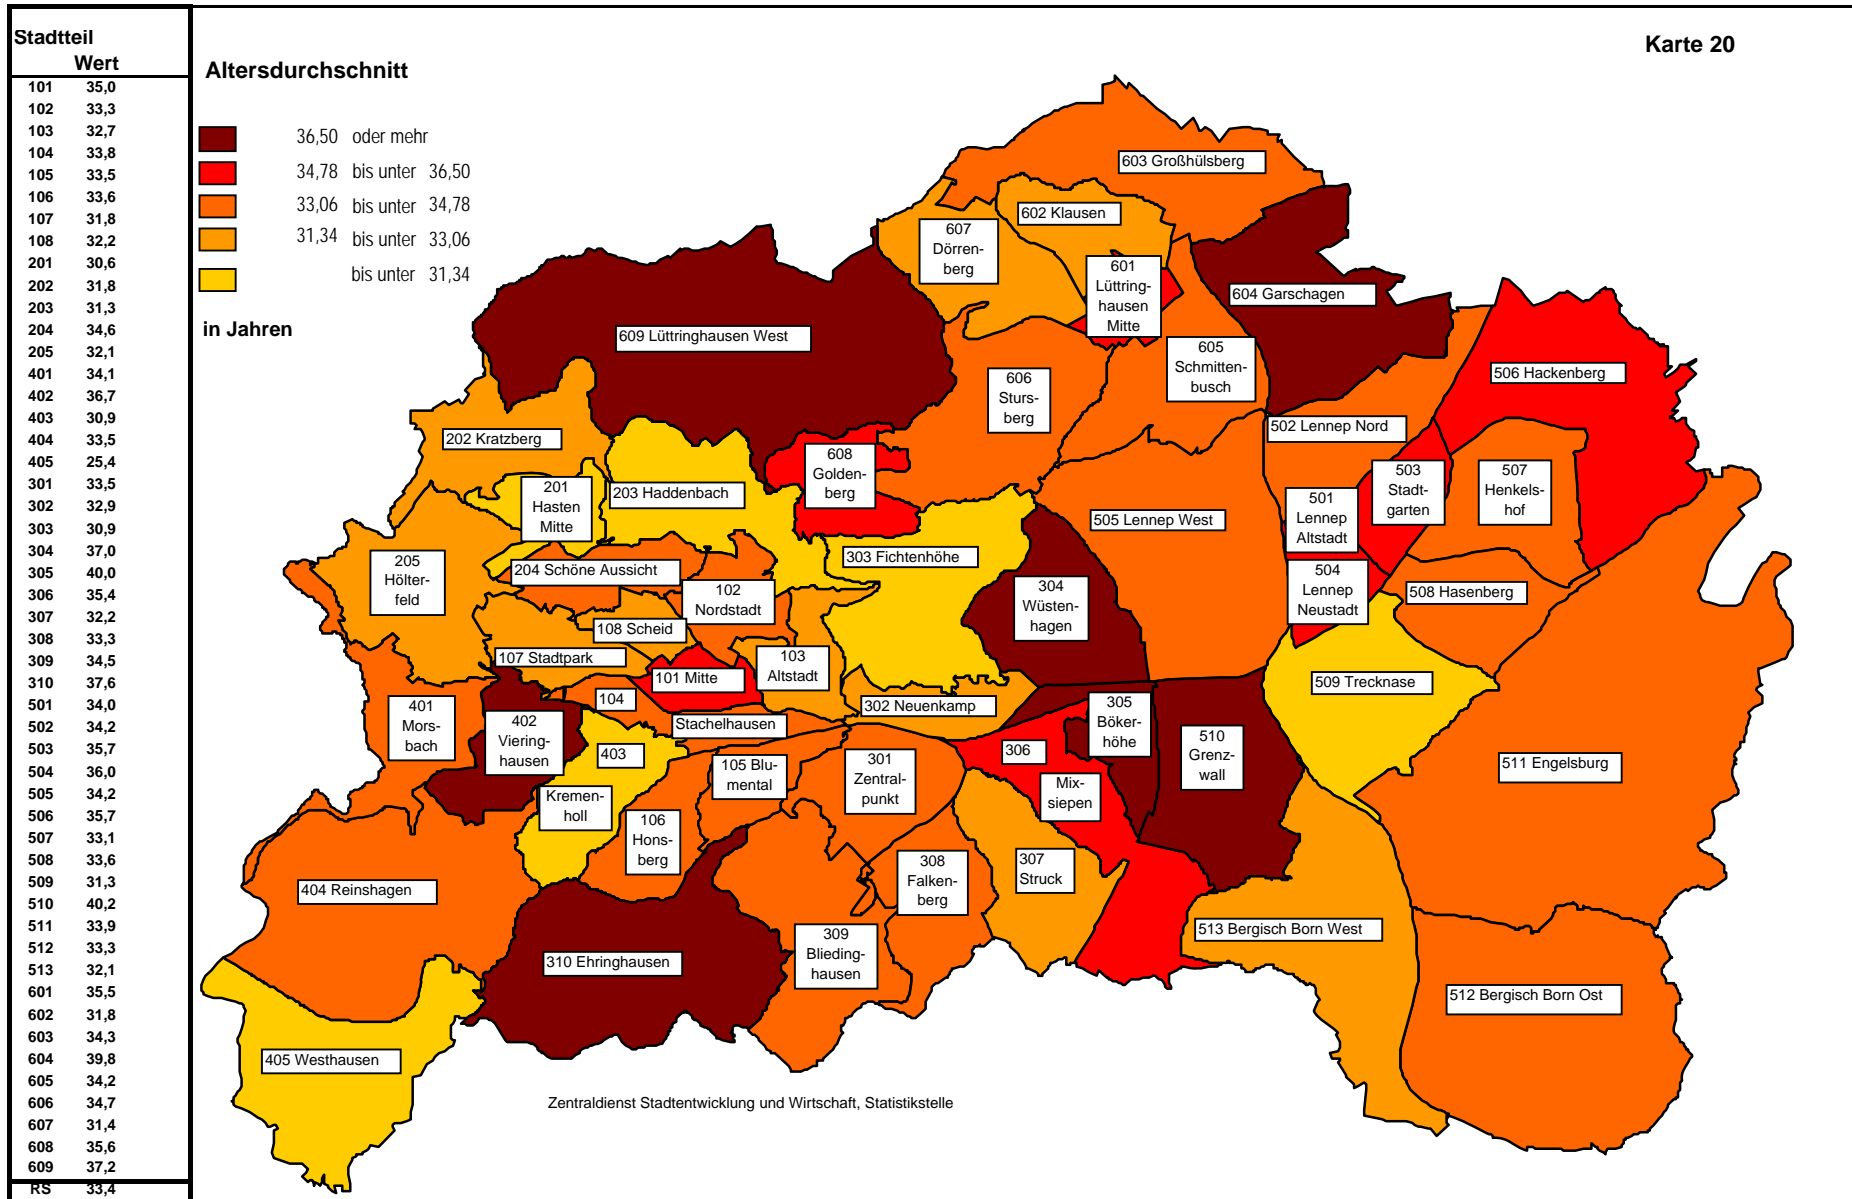 Stadtteil
Wert
101 35,0
102 33,3
103 32,7
104 33,8
105 33,5
106 33,6
107 31,8
108 32,2
201 30,6
202 31,8
203 31,3
204 34,6
205 32,1
401 34,1
402 36,7
403 30,9
404 33,5
405 25,4
301 33,5
302 32,9
303 30,9
304 37,0
305 40,0
306 35,4
307 32,2
308 33,3
309 34,5
310 37,6
501 34,0
502 34,2
503 35,7
504 36,0
505 34,2
506 35,7
507 33,1
508 33,6
509 31,3
510 40,2
511 33,9
512 33,3
513 32,1
601 35,5
602 31,8
603 34,3
604 39,8
605 34,2
606 34,7
607 31,4
608 35,6
609 37,2
RS 33,4
Karte 20
Altersdurchschnitt
36,50 oder mehr
34,78 bis unter 36,50
33,06 bis unter 34,78
31,34 bis unter 33,06
bis unter 31,34
in Jahren
603 Großhülsberg
602 Klausen
607
Dörren-
berg
601
Lüttring-
hausen
Mitte
604 Garschagen
609 Lüttringhausen West
605
Schmitten-
busch
606
Sturs-
berg
506 Hackenberg
502 Lennep Nord
202 Kratzberg
608
Golden-
berg
503
Stadt-
garten
507
Henkels-
hof
201
Hasten
Mitte
203 Haddenbach
501
Lennep
Altstadt
505 Lennep West
303 Fichtenhöhe
205
Hölter-
feld
204 Schöne Aussicht
102
Nordstadt
304
Wüsten-
hagen
504
Lennep
Neustadt
508 Hasenberg
108 Scheid
107 Stadtpark
103
Altstadt
101 Mitte
509 Trecknase
104
Stachelhausen
302 Neuenkamp
401
Mors-
bach
402
Viering-
hausen
305
Böker-
höhe
510
Grenz-
wall
403
Kremen-
holl
105 Blu-
mental
301
Zentral-
punkt
306
Mix-
siepen
511 Engelsburg
106
Hons-
berg
307
Struck
308
Falken-
berg
404 Reinshagen
513 Bergisch Born West
309
Blieding-
hausen
310 Ehringhausen
512 Bergisch Born Ost
405 Westhausen
Zentraldienst Stadtentwicklung und Wirtschaft, Statistikstelle